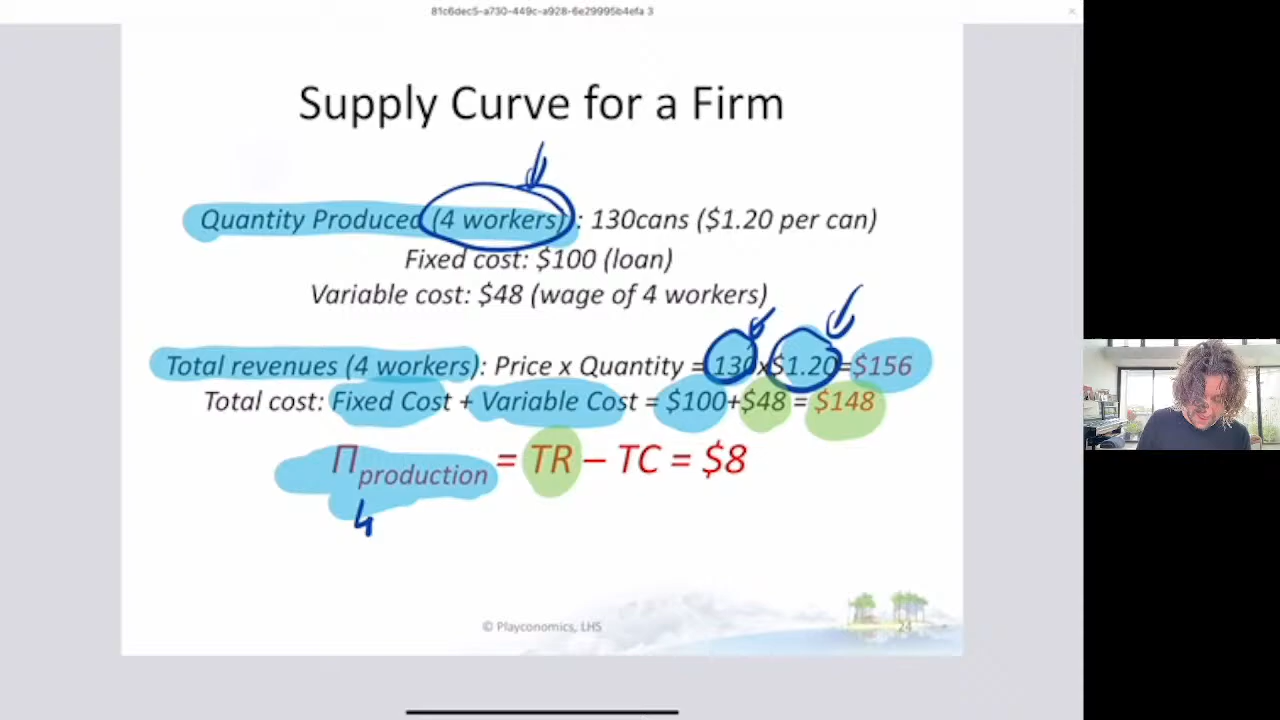 81c6dec5-a730-449c-a928-6e29995b4efa 3
Supply Curve for a Firm
Quantity Produced (4 workers) : 130cans ($1.20 per can)
Fixed cost: $100 (loan)
Variable cost: $48 (wage of 4 workers)
Total revenues (4 workers): Price x Quantity = 130x$1.20=$156
Total cost: Fixed Cost + Variable Cost = $100+$48 = $148
Π production = TR – TC = $8
4
© Playconomics, LHS
24